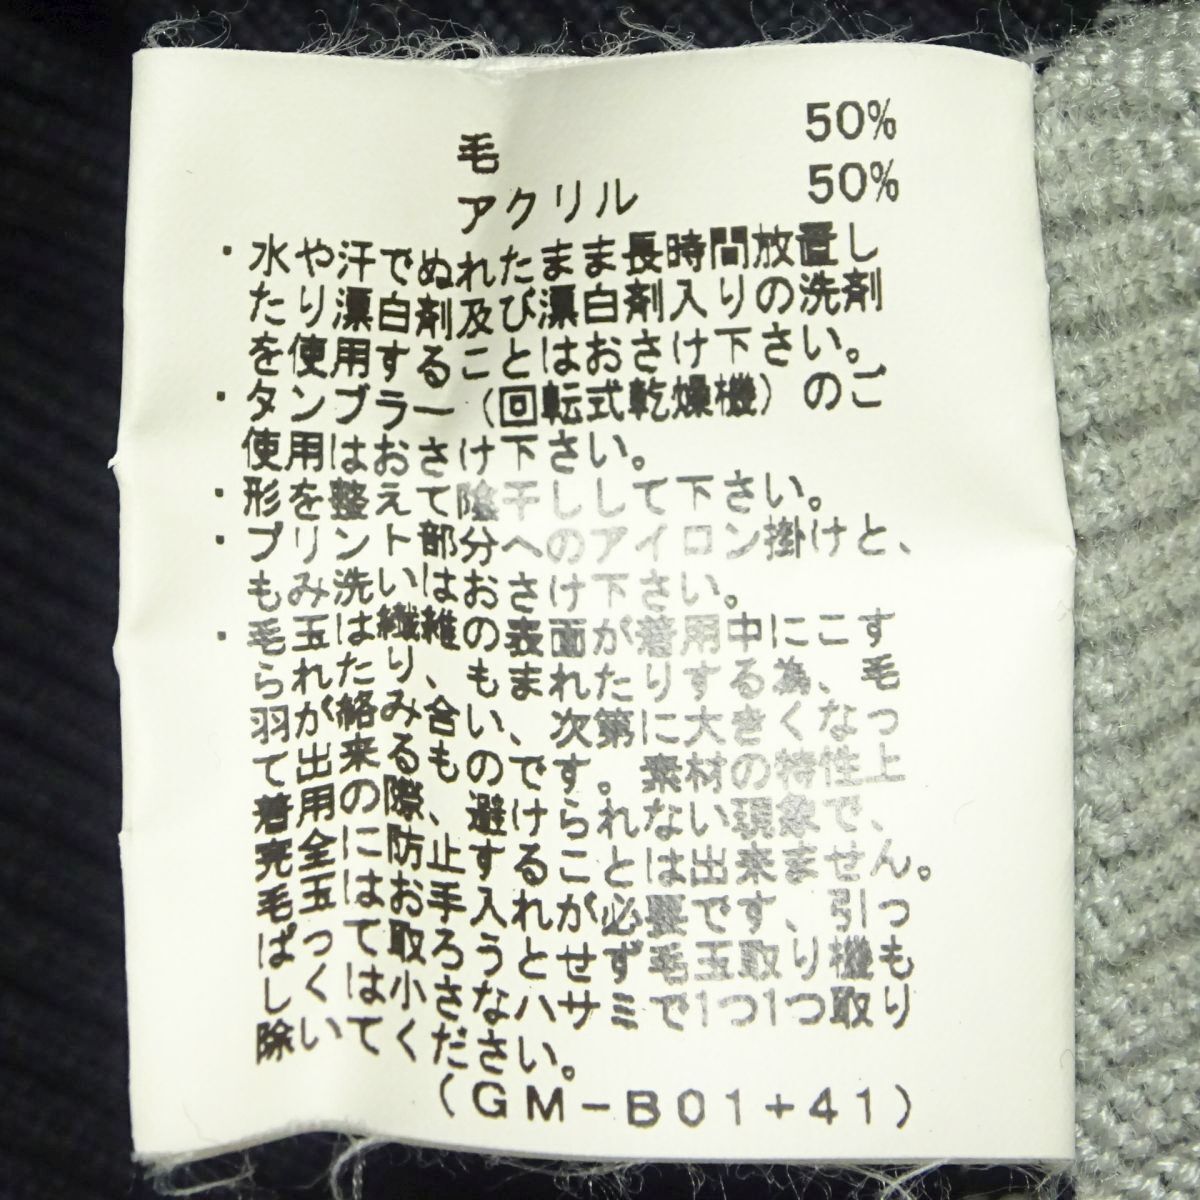 毛 50%
アクリル 50%
・水や汗でぬれたまま長時間放置し
たり漂白剤及び漂白剤入りの洗剤
を使用することはおさけ下さい。
・タンブラー（回転式乾燥機）のご
使用はおさけ下さい。
・形を整えて陰干しして下さい。
・プリント部分へのアイロン掛けと、
もみ洗いはおさけ下さい。
・毛玉は繊維の表面が着用中にこす
られたり、もまれたりする為、毛
羽が絡み合い、次第に大きくなっ
て出来るものです。素材の特性上
着用の際、避けられない現象で、
完全に防止することは出来ません。
毛玉はお手入れが必要です、引っ
ぱって取ろうとせず毛玉取り機も
しくは小さなハサミで1つ1つ取り
除いてください。
（GM-B01+41）